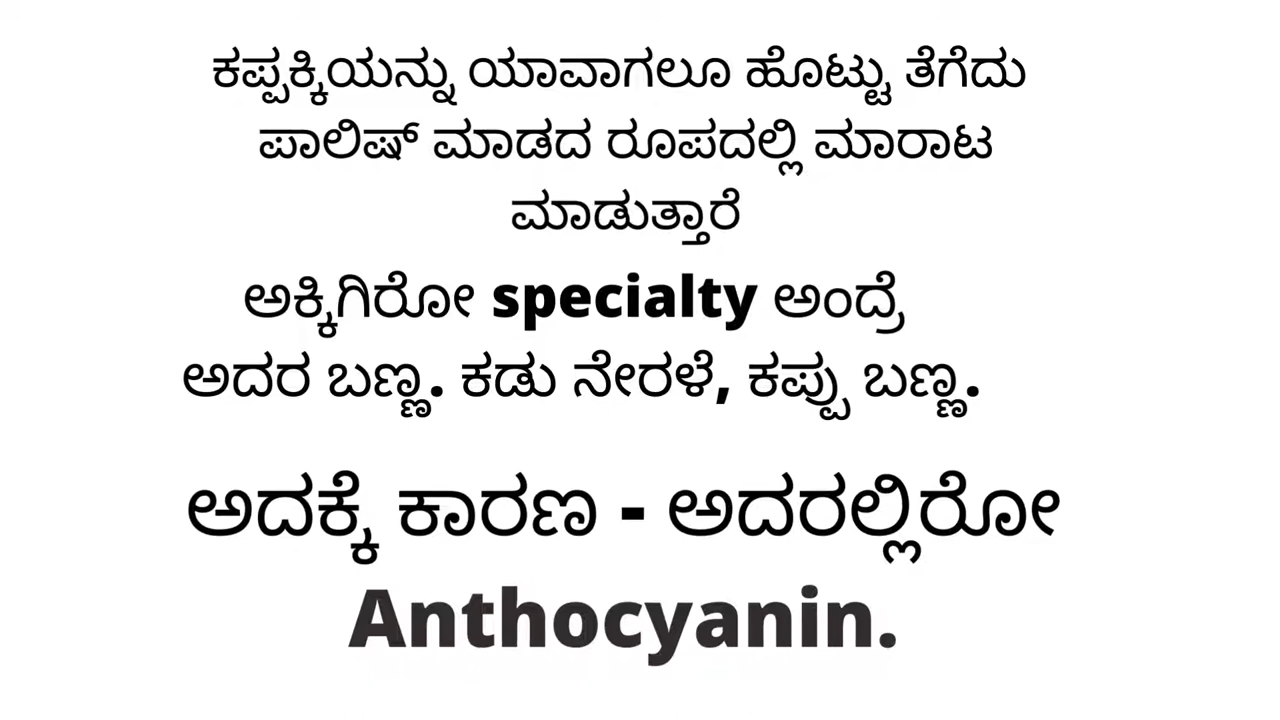 ಕಪ್ಪಕ್ಕಿಯನ್ನು ಯಾವಾಗಲೂ ಹೊಟ್ಟು ತೆಗೆದು
ಪಾಲಿಷ್ ಮಾಡದ ರೂಪದಲ್ಲಿ ಮಾರಾಟ
ಮಾಡುತ್ತಾರೆ
ಅಕ್ಕಿಗಿರೋ specialty ಅಂದ್ರೆ
ಅದರ ಬಣ್ಣ. ಕಡು ನೇರಳೆ, ಕಪ್ಪು ಬಣ್ಣ.
ಅದಕ್ಕೆ ಕಾರಣ - ಅದರಲ್ಲಿರೋ
Anthocyanin.